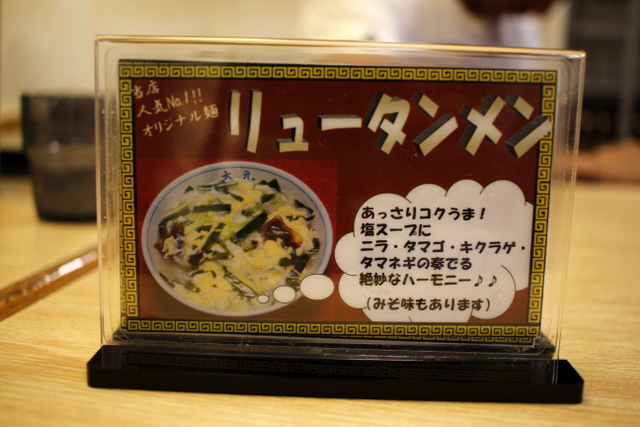 当店
人気No.1!!
オリジナル麺
リュータンメン
大元
あっさりコクうま！
塩スープに
ニラ・タマゴ・キクラゲ・
タマネギの奏でる
絶妙なハーモニー♪♪
（みそ味もあります）